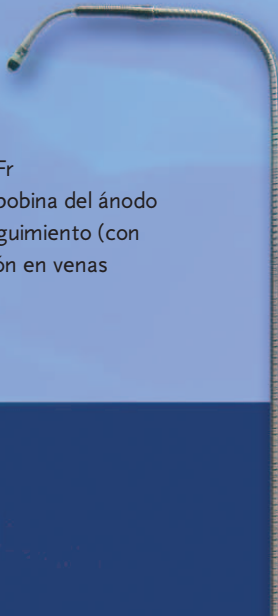 Fr
bobina del ánodo
guimiento (con
ón en venas